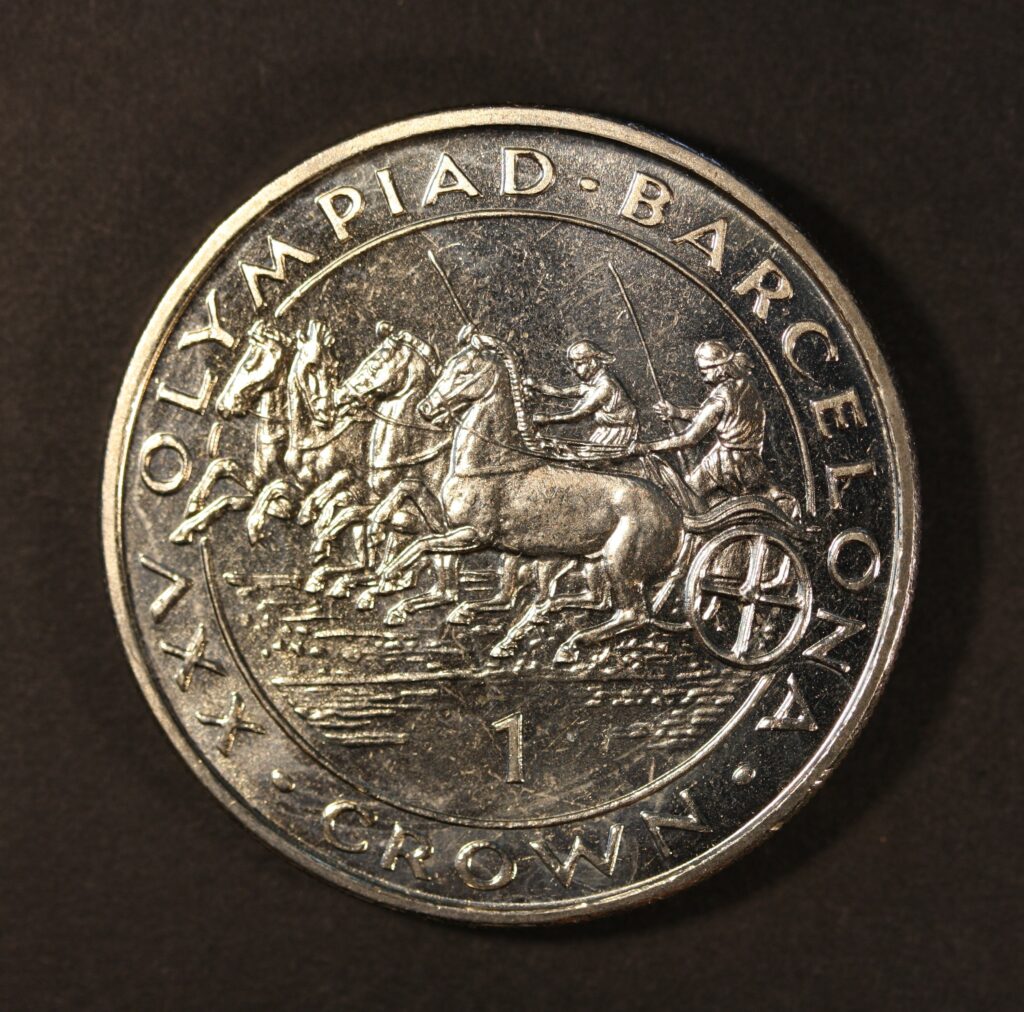 XXV OLYMPIAD · BARCELONA
1
· CROWN ·